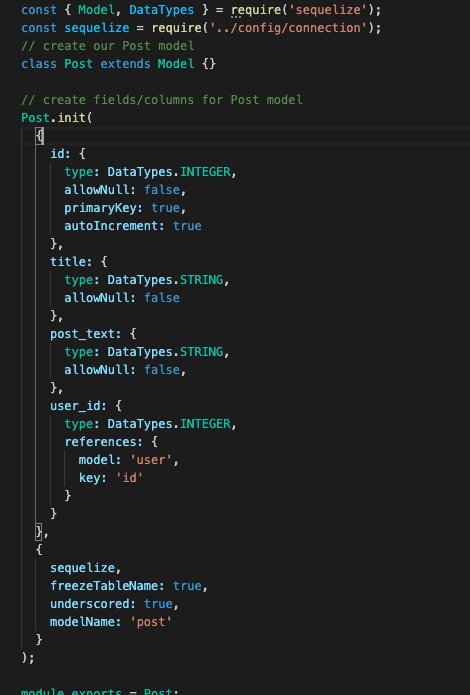 const { Model, DataTypes } = require('sequelize');
const sequelize = require('../config/connection');
// create our Post model
class Post extends Model {}

// create fields/columns for Post model
Post.init(
  {
    id: {
      type: DataTypes.INTEGER,
      allowNull: false,
      primaryKey: true,
      autoIncrement: true
    },
    title: {
      type: DataTypes.STRING,
      allowNull: false
    },
    post_text: {
      type: DataTypes.STRING,
      allowNull: false,
    },
    user_id: {
      type: DataTypes.INTEGER,
      references: {
        model: 'user',
        key: 'id'
      }
    }
  },
  {
    sequelize,
    freezeTableName: true,
    underscored: true,
    modelName: 'post'
  }
);

module.exports = Post;